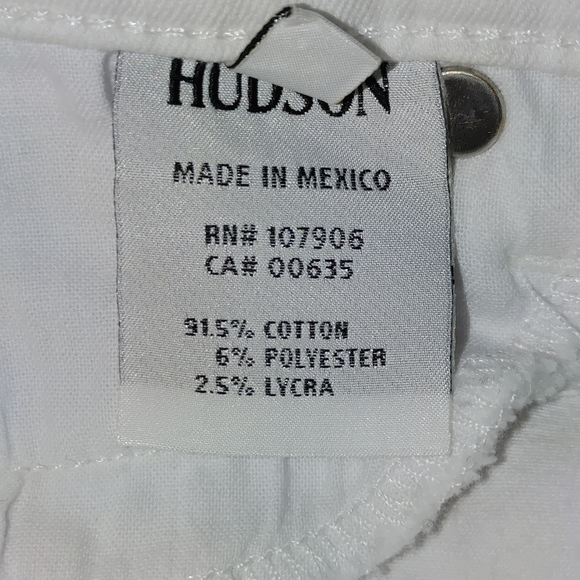 HUDSON
MADE IN MEXICO
RN# 107906
CA# 00635
91.5% COTTON
6% POLYESTER
2.5% LYCRA